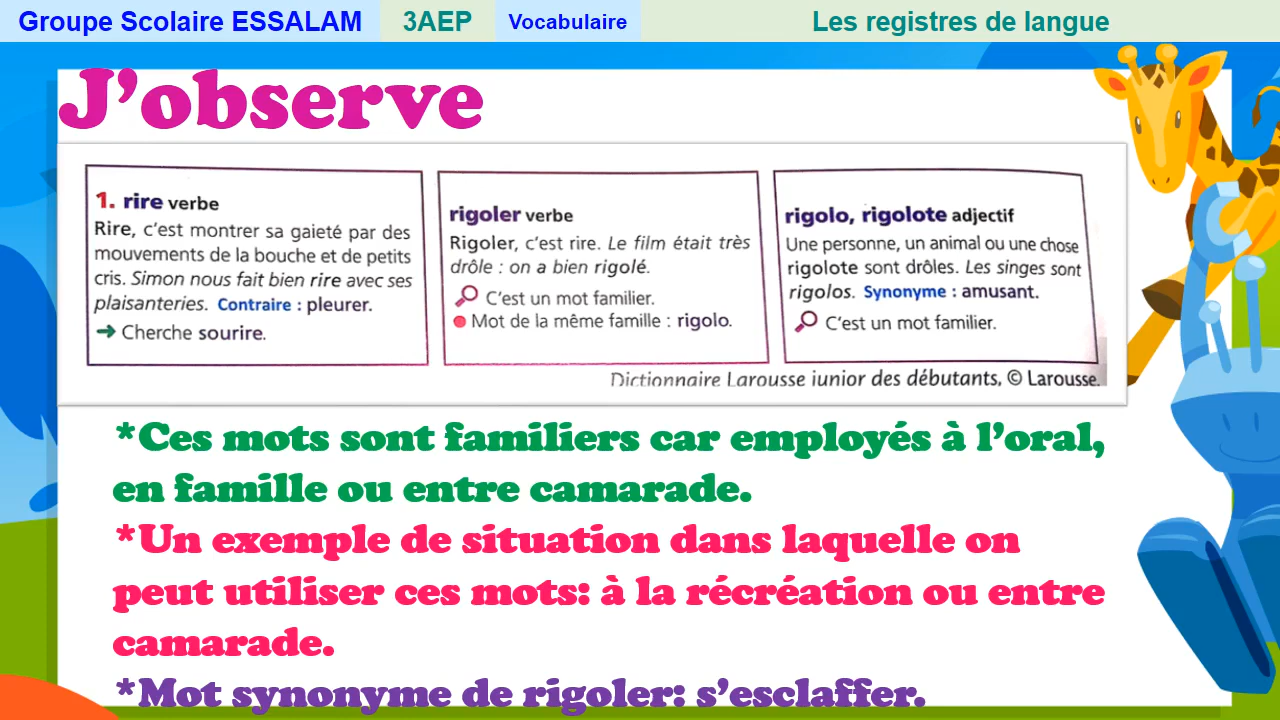 Groupe Scolaire ESSALAM 3AEP Vocabulaire Les registres de langue
J'observe
1. rire verbe
Rire, c'est montrer sa gaieté par des
mouvements de la bouche et de petits
cris. Simon nous fait bien rire avec ses
plaisanteries. Contraire : pleurer.
➔ Cherche sourire.
rigoler verbe
Rigoler, c'est rire. Le film était très
drôle : on a bien rigolé.
C'est un mot familier.
● Mot de la même famille : rigolo.
rigolo, rigolote adjectif
Une personne, un animal ou une chose
rigolote sont drôles. Les singes sont
rigolos. Synonyme : amusant.
C'est un mot familier.
Dictionnaire Larousse junior des débutants, © Larousse.
*Ces mots sont familiers car employés à l'oral,
en famille ou entre camarade.
*Un exemple de situation dans laquelle on
peut utiliser ces mots: à la récréation ou entre
camarade.
*Mot synonyme de rigoler: s'esclaffer.